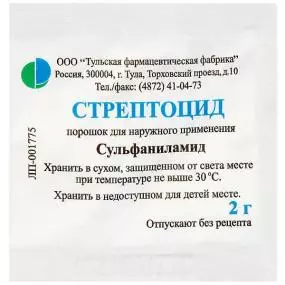 ООО "Тульская фармацевтическая фабрика"
Россия, 300004, г. Тула, Торховский проезд, д.10
Тел./факс: (4872) 41-04-73
СТРЕПТОЦИД
порошок для наружного применения
Сульфаниламид
Хранить в сухом, защищенном от света месте
при температуре не выше 30°С.
Хранить в недоступном для детей месте.
2 г
Отпускают без рецепта
ЛП-001775